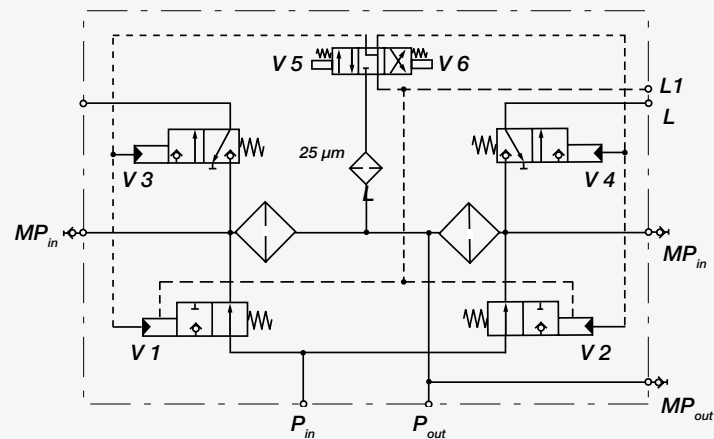 V 5
V 6
L1
L
25 µm
V 3
L
V 4
MPin
MPin
V 1
V 2
Pin
Pout
MPout